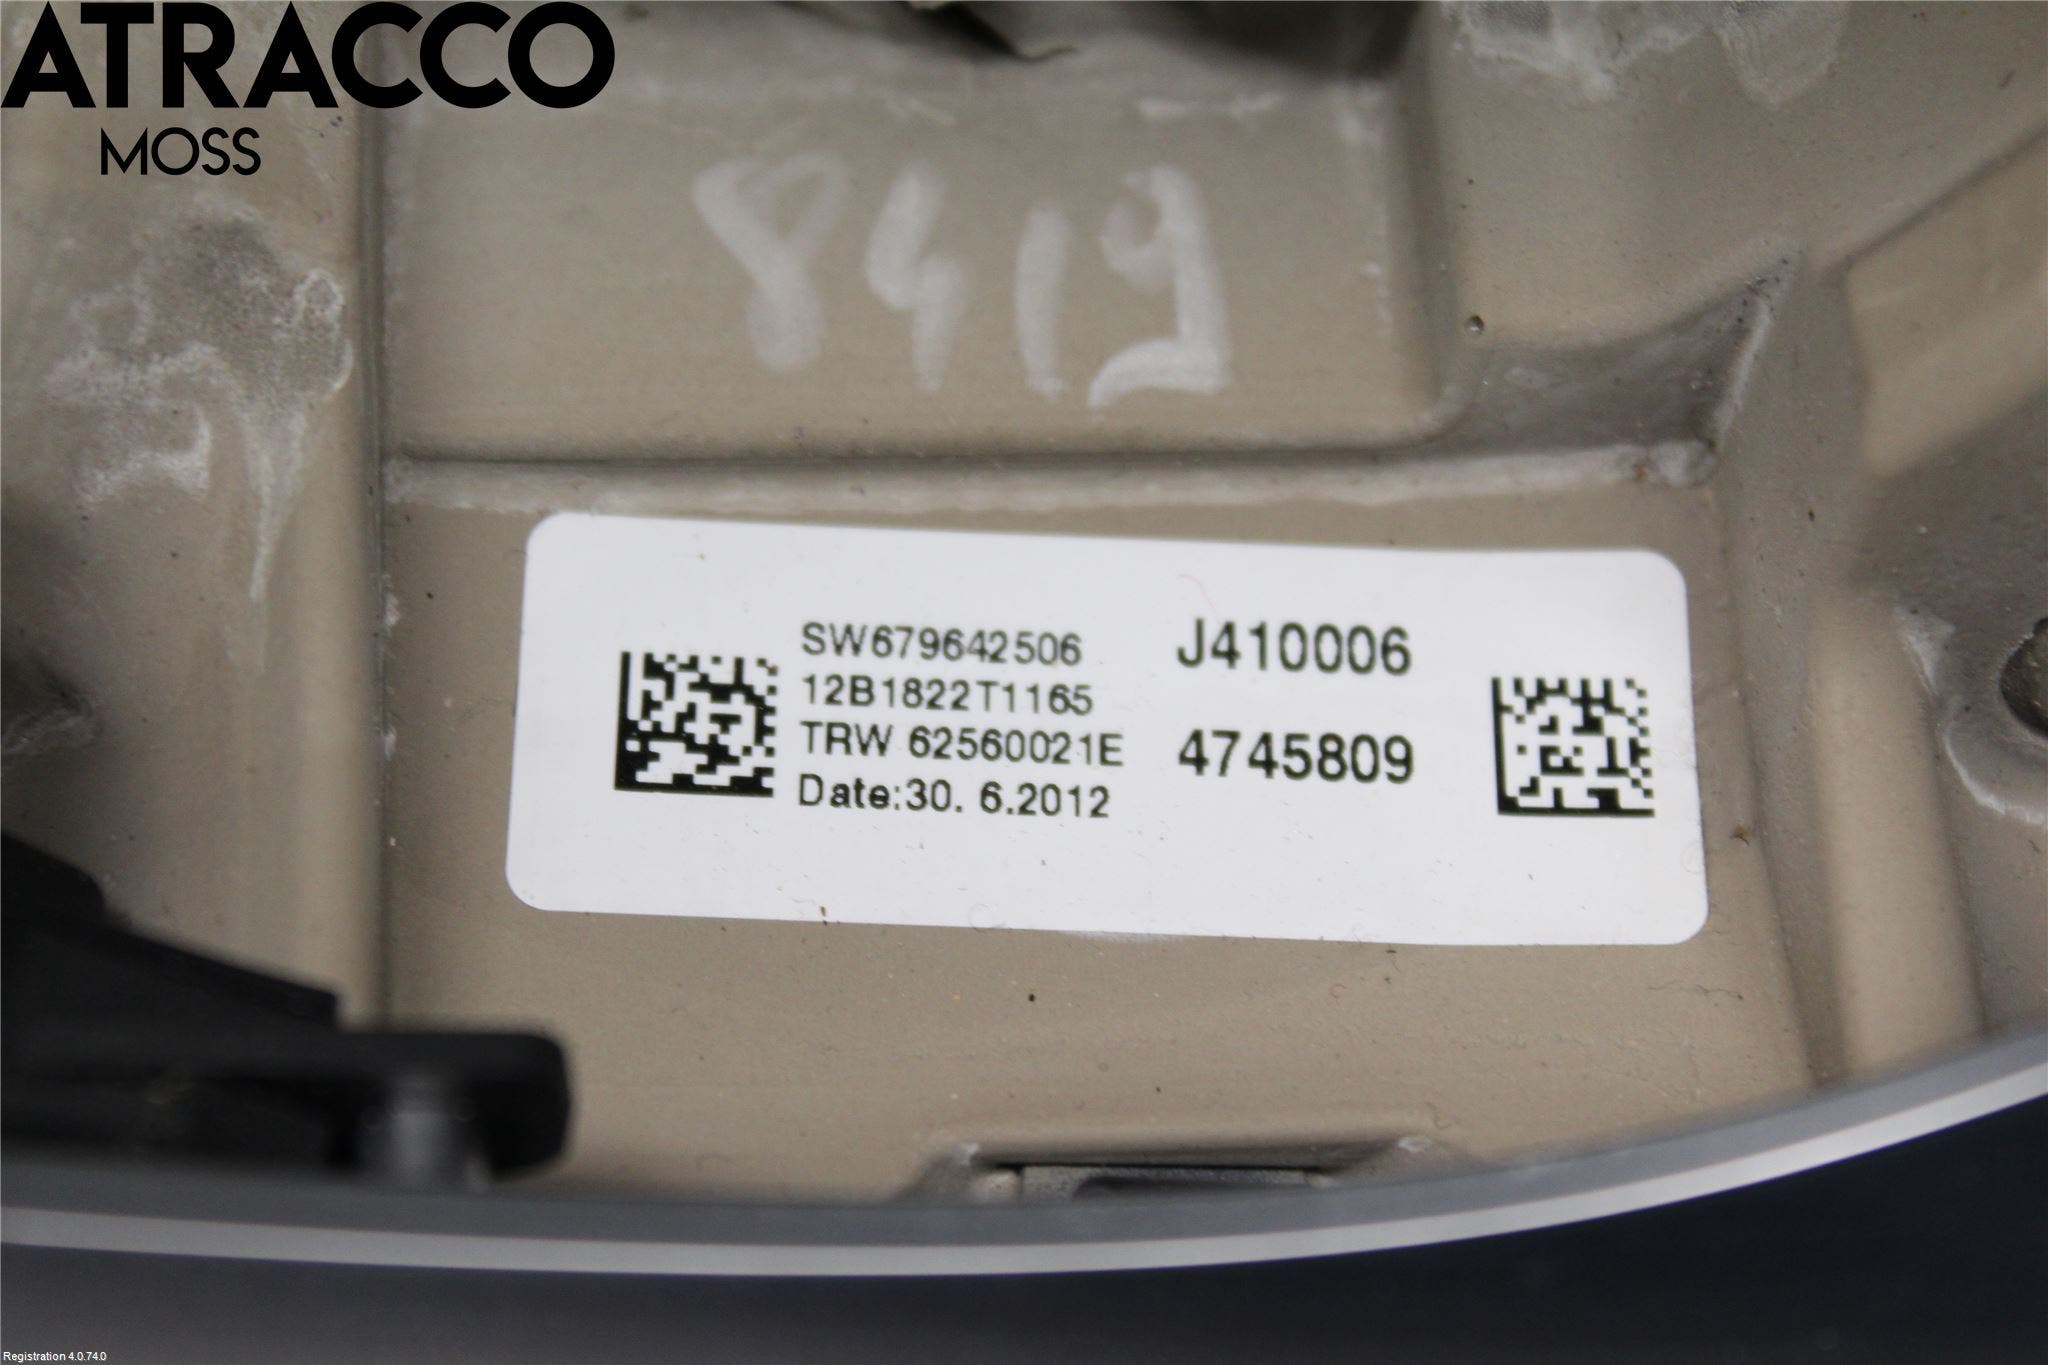 ATRACCO
MOSS
8419
SW679642506
12B1822T1165
TRW 62560021E
Date:30. 6.2012
J410006
4745809
Registration 4.0.74.0